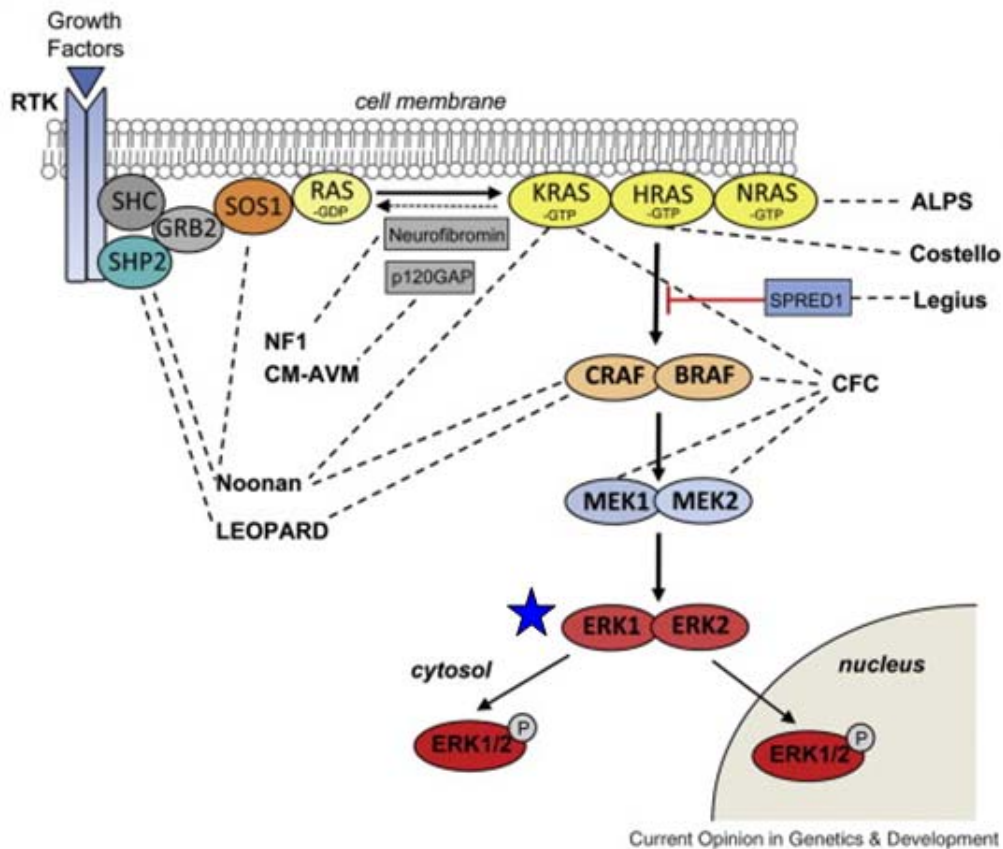 Growth
Factors
RTK
cell membrane
SHC
GRB2
SHP2
SOS1
RAS
-GDP
KRAS
-GTP
HRAS
-GTP
NRAS
-GTP
ALPS
Neurofibromin
p120GAP
Costello
SPRED1
Legius
NF1
CM-AVM
CRAF
BRAF
CFC
Noonan
LEOPARD
MEK1
MEK2
ERK1
ERK2
cytosol
nucleus
ERK1/2
P
ERK1/2
P
Current Opinion in Genetics & Development